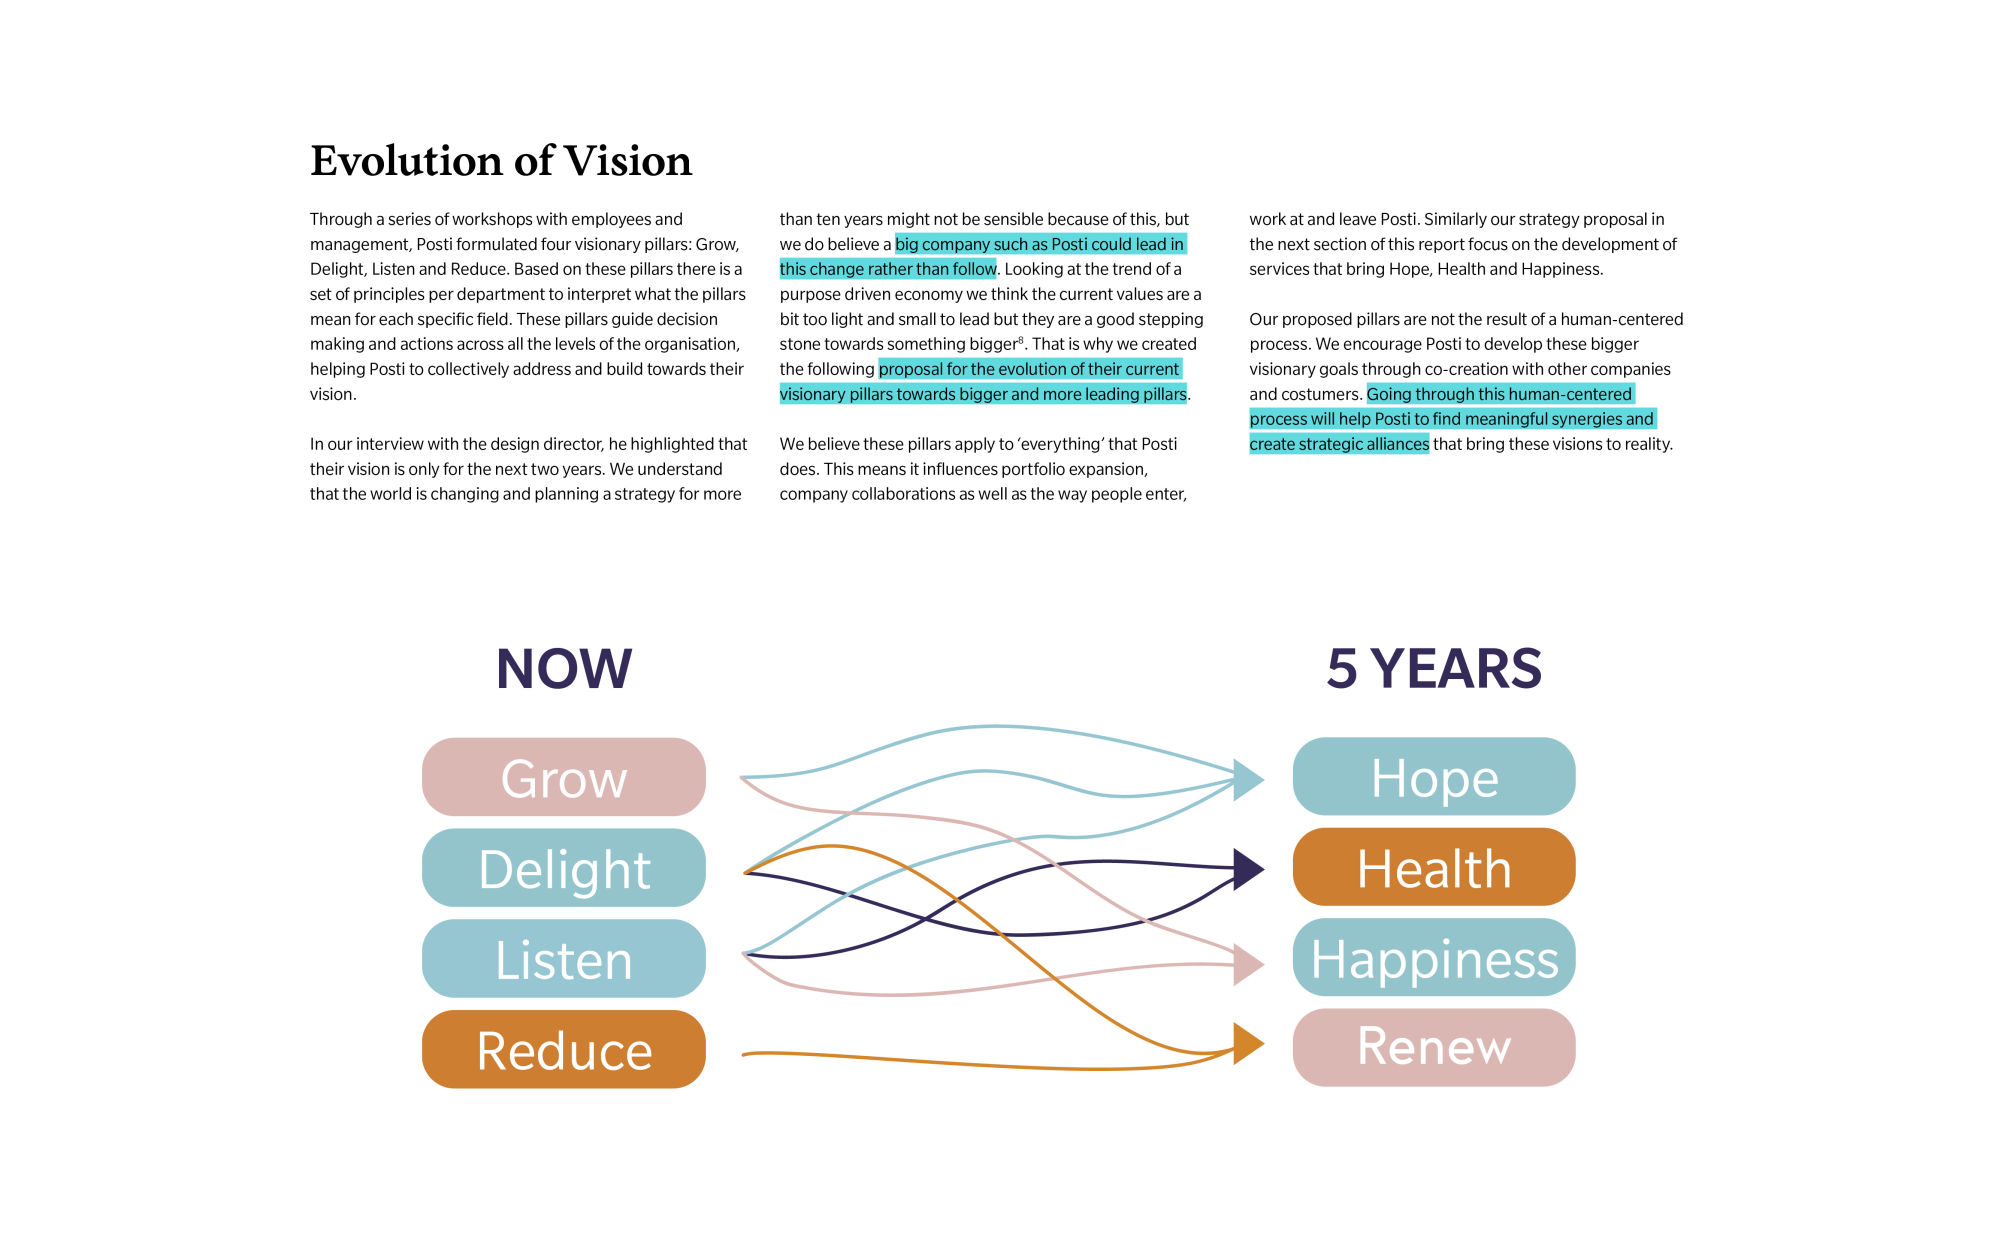 Evolution of Vision
Through a series of workshops with employees and
management, Posti formulated four visionary pillars: Grow,
Delight, Listen and Reduce. Based on these pillars there is a
set of principles per department to interpret what the pillars
mean for each specific field. These pillars guide decision
making and actions across all the levels of the organisation,
helping Posti to collectively address and build towards their
vision.
In our interview with the design director, he highlighted that
their vision is only for the next two years. We understand
that the world is changing and planning a strategy for more
than ten years might not be sensible because of this, but
we do believe a big company such as Posti could lead in
this change rather than follow. Looking at the trend of a
purpose driven economy we think the current values are a
bit too light and small to lead but they are a good stepping
stone towards something bigger⁸. That is why we created
the following proposal for the evolution of their current
visionary pillars towards bigger and more leading pillars.
We believe these pillars apply to ‘everything’ that Posti
does. This means it influences portfolio expansion,
company collaborations as well as the way people enter,
work at and leave Posti. Similarly our strategy proposal in
the next section of this report focus on the development of
services that bring Hope, Health and Happiness.
Our proposed pillars are not the result of a human-centered
process. We encourage Posti to develop these bigger
visionary goals through co-creation with other companies
and costumers. Going through this human-centered
process will help Posti to find meaningful synergies and
create strategic alliances that bring these visions to reality.
NOW
Grow
Delight
Listen
Reduce
5 YEARS
Hope
Health
Happiness
Renew